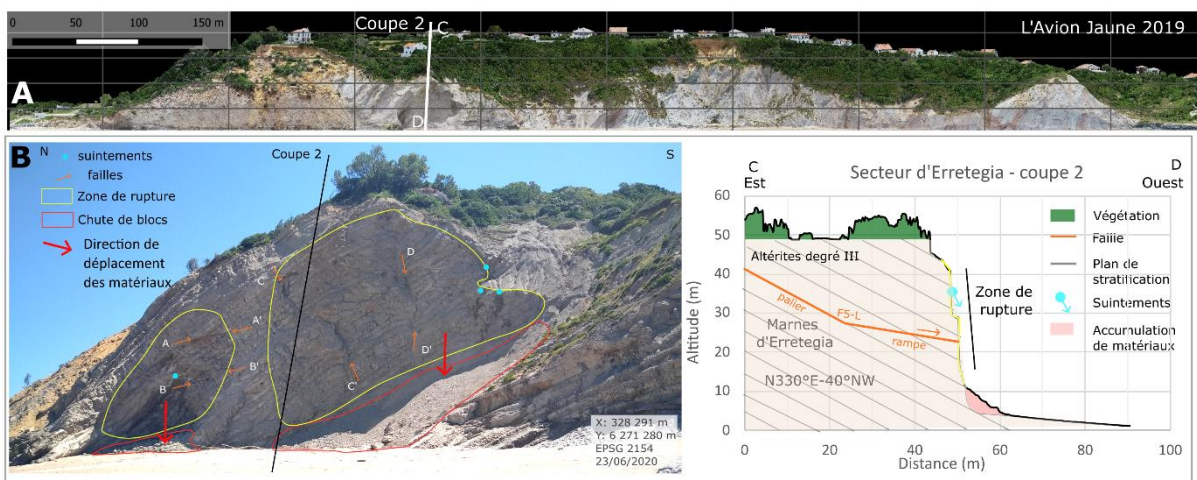 0 50 100 150 m
Coupe 2
C
L'Avion Jaune 2019
A
D
B
N
suintements
failles
Zone de rupture
Chute de blocs
Direction de
déplacement
des matériaux
Coupe 2
S
C
D
A
A'
B
B'
C'
D'
X: 328 291 m
Y: 6 271 280 m
EPSG 2154
23/06/2020
C
Est
Secteur d'Erretegia - coupe 2
D
Ouest
60
50
40
30
20
10
0
Altitude (m)
Altérites degré III
palier
F5-L
rampe
Marnes
d'Erretegia
N330°E-40°NW
Zone de
rupture
Végétation
Faille
Plan de
stratification
Suintements
Accumulation
de matériaux
0 20 40 60 80 100
Distance (m)